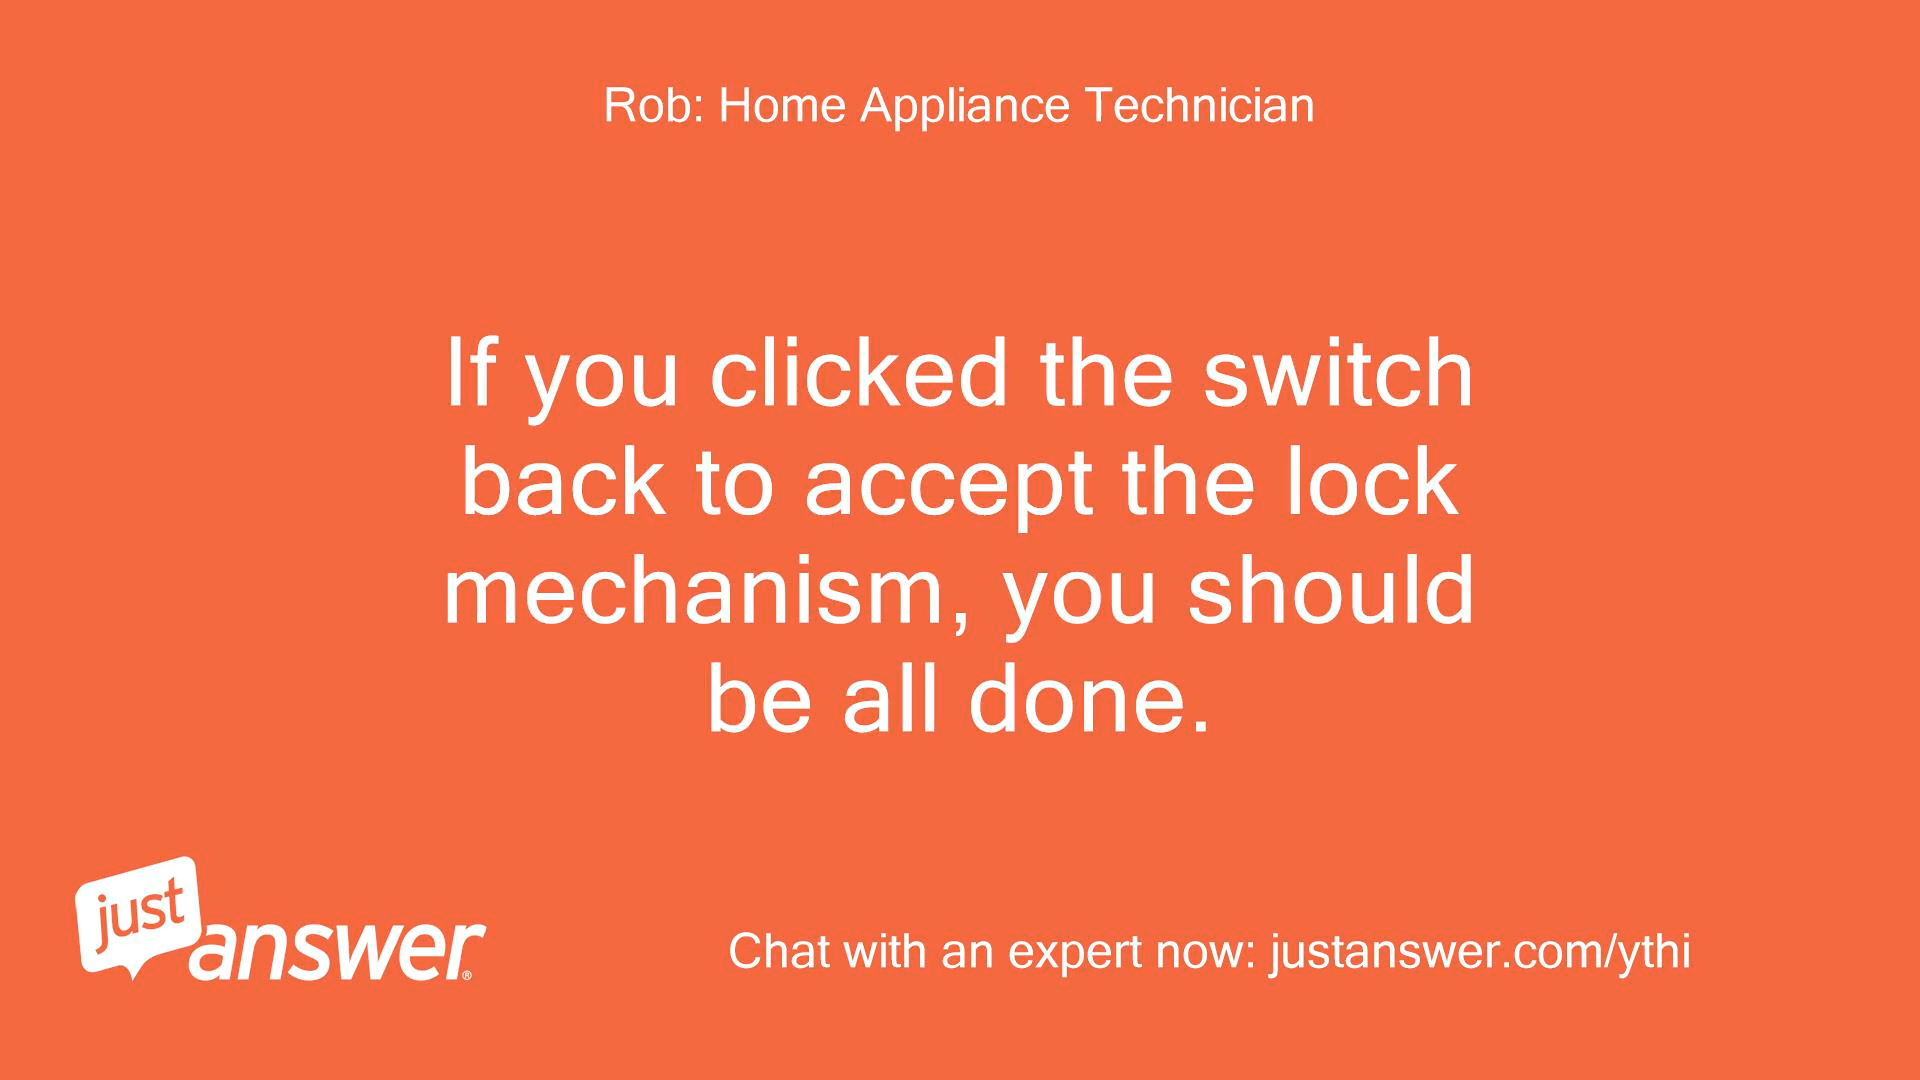 Rob: Home Appliance Technician
If you clicked the switch
back to accept the lock
mechanism, you should
be all done.
just
answer®
Chat with an expert now: justanswer.com/ythi